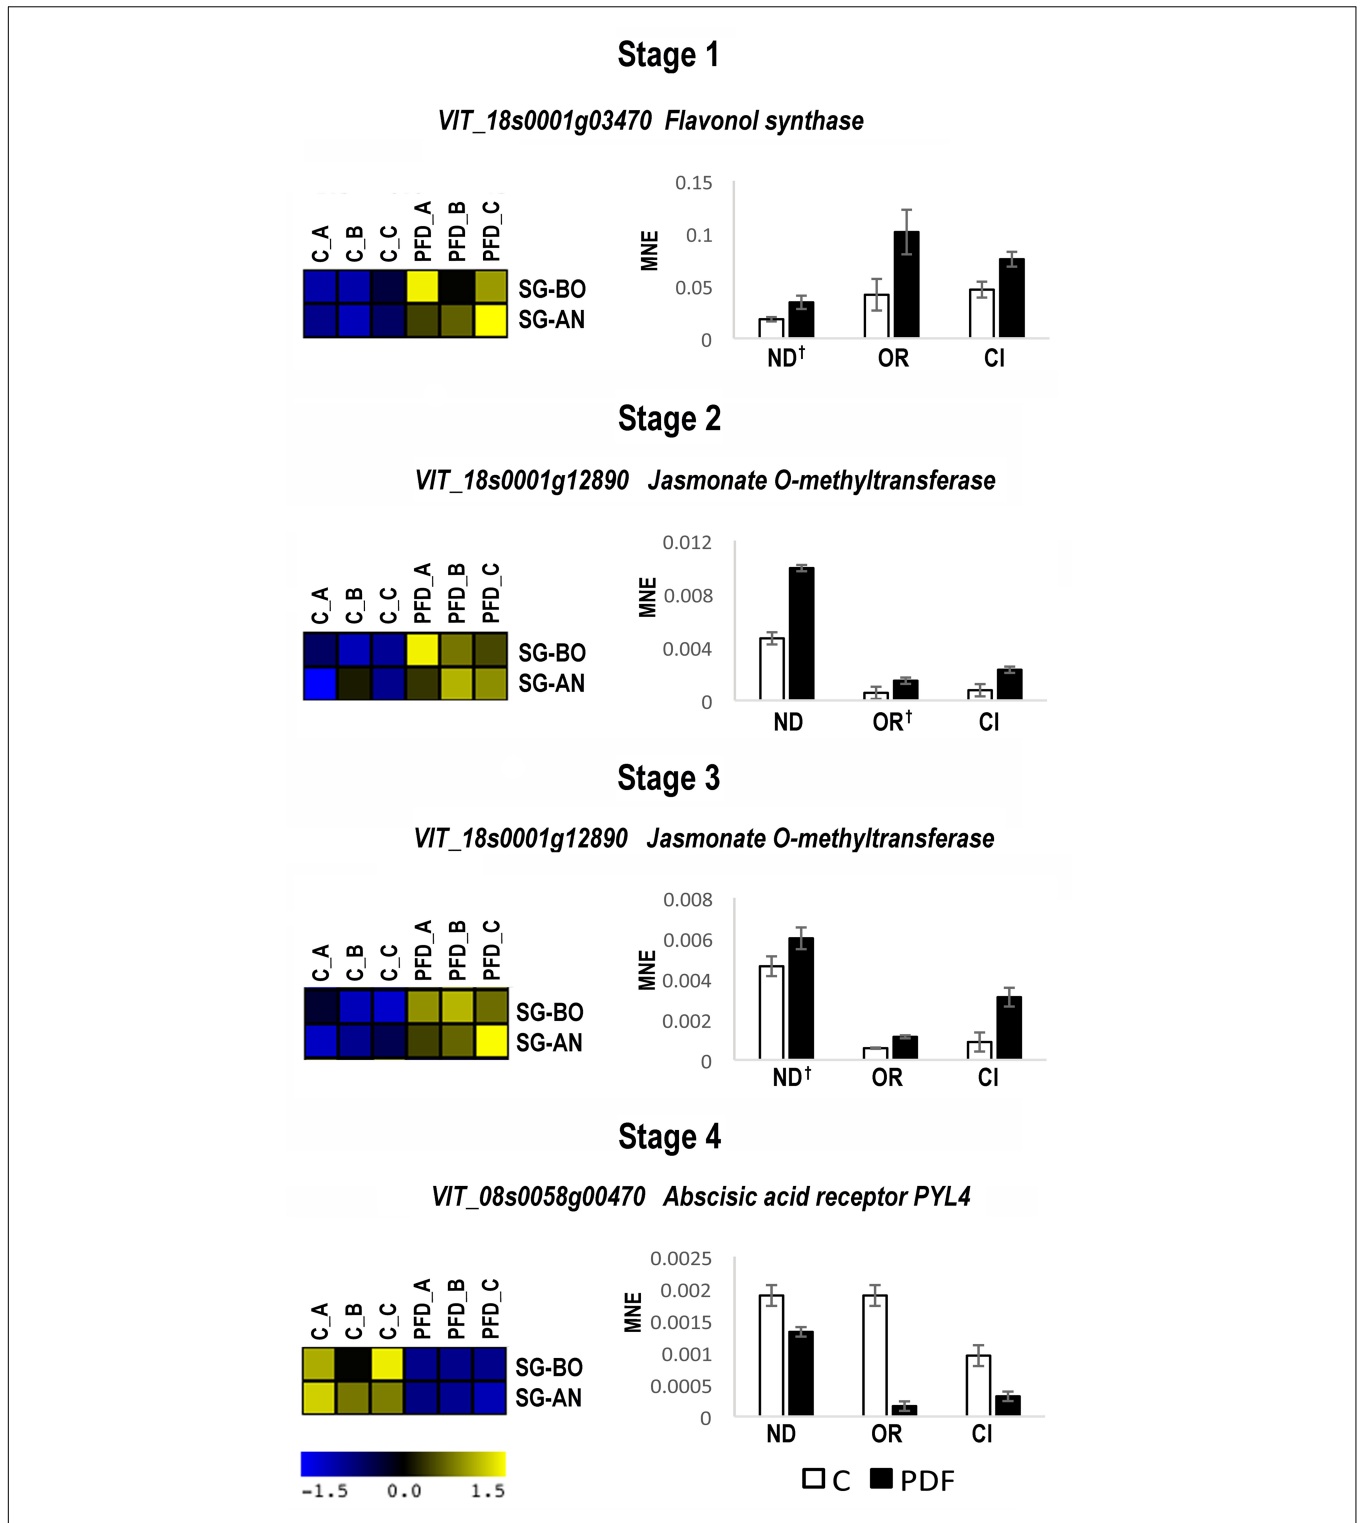 Stage 1
VIT_18s0001g03470 Flavonol synthase
C_A C_B C_C PFD_A PFD_B PFD_C
SG-BO
SG-AN
MNE
0.15
0.1
0.05
0
ND† OR CI
Stage 2
VIT_18s0001g12890 Jasmonate O-methyltransferase
C_A C_B C_C PFD_A PFD_B PFD_C
SG-BO
SG-AN
MNE
0.012
0.008
0.004
0
ND OR† CI
Stage 3
VIT_18s0001g12890 Jasmonate O-methyltransferase
C_A C_B C_C PFD_A PFD_B PFD_C
SG-BO
SG-AN
MNE
0.008
0.006
0.004
0.002
0
ND† OR CI
Stage 4
VIT_08s0058g00470 Abscisic acid receptor PYL4
C_A C_B C_C PFD_A PFD_B PFD_C
SG-BO
SG-AN
MNE
0.0025
0.002
0.0015
0.001
0.0005
0
ND OR CI
-1.5 0.0 1.5
C PDF